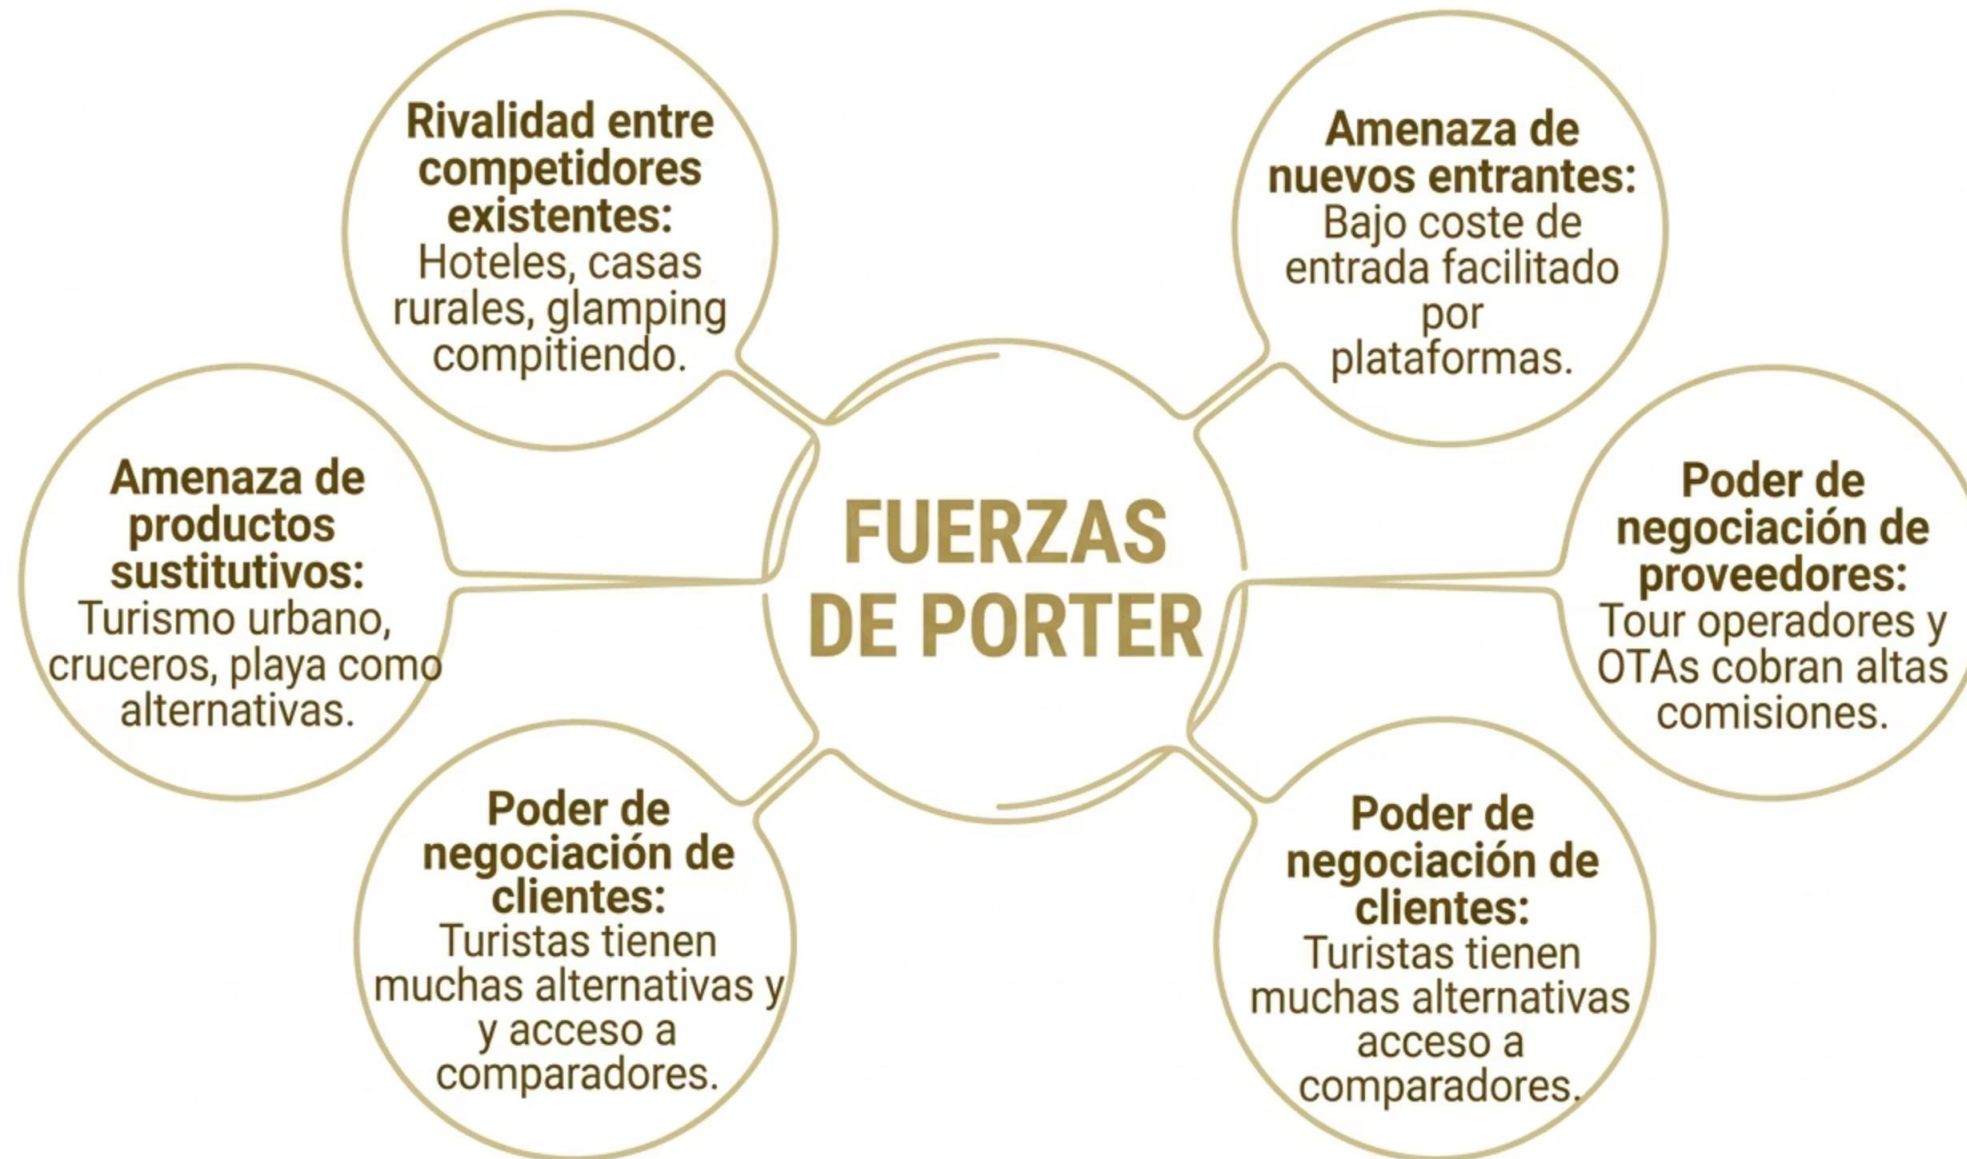 Rivalidad entre
competidores
existentes:
Hoteles, casas
rurales, glamping
compitiendo.
Amenaza de
nuevos entrantes:
Bajo coste de
entrada facilitado
por
plataformas.
Amenaza de
productos
sustitutivos:
Turismo urbano,
cruceros, playa como
alternativas.
FUERZAS
DE PORTER
Poder de
negociación de
proveedores:
Tour operadores y
OTAs cobran altas
comisiones.
Poder de
negociación de
clientes:
Turistas tienen
muchas alternativas y
y acceso a
comparadores.
Poder de
negociación de
clientes:
Turistas tienen
muchas alternativas
acceso a
comparadores.